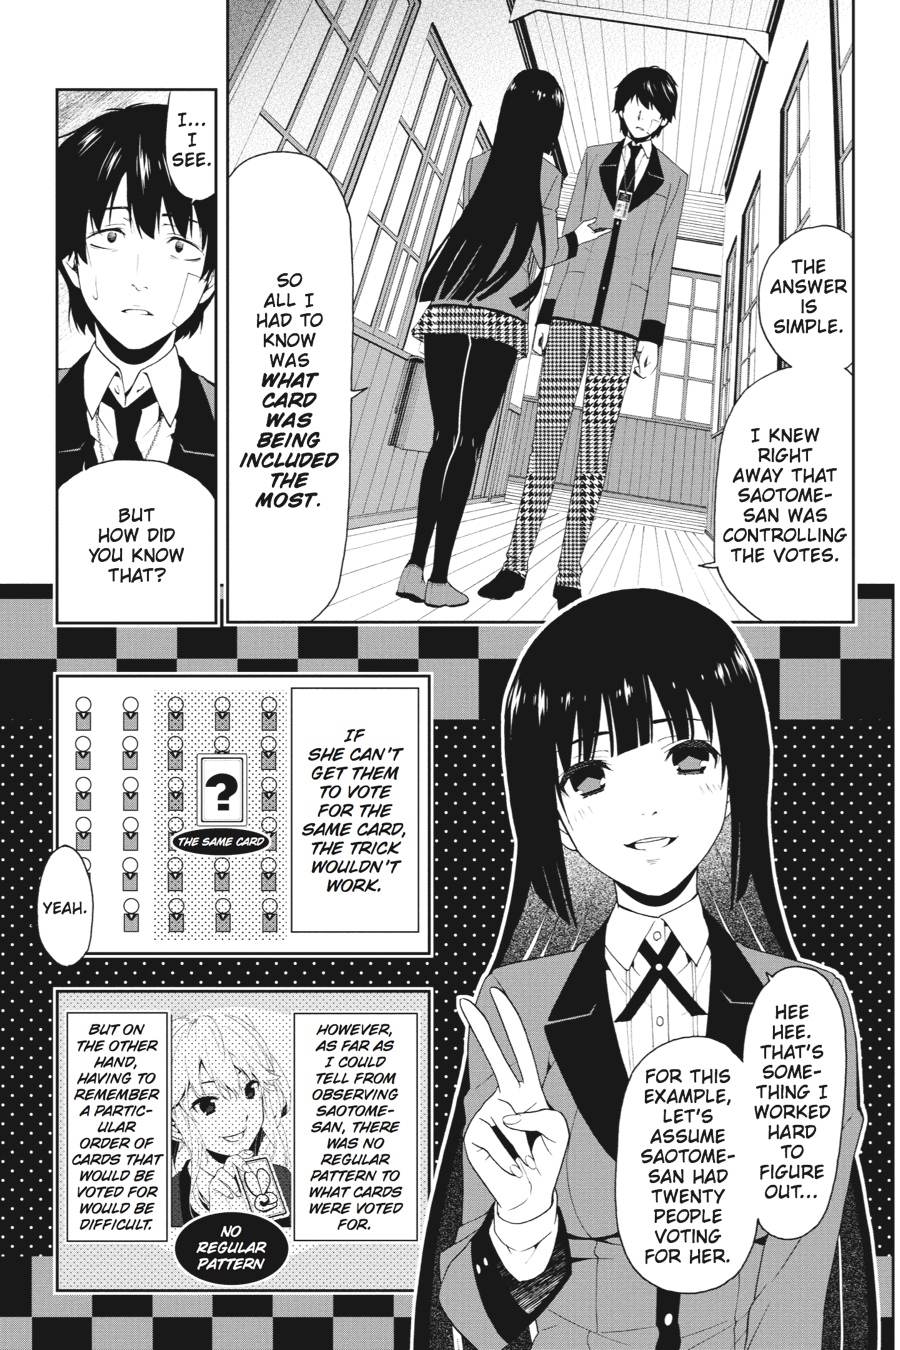 THE
ANSWER
IS
SIMPLE.
I KNEW
RIGHT
AWAY THAT
SAOTOME-
SAN WAS
CONTROLLING
THE VOTES.
SO
ALL I
HAD TO
KNOW
WAS
WHAT
CARD
WAS
BEING
INCLUDED
THE
MOST.
I...
I
SEE.
BUT
HOW DID
YOU KNOW
THAT?
HEE
HEE.
THAT'S
SOME-
THING I
WORKED
HARD
TO
FIGURE
OUT...
FOR THIS
EXAMPLE,
LET'S
ASSUME
SAOTOME-
SAN HAD
TWENTY
PEOPLE
VOTING
FOR HER.
IF
SHE CAN'T
GET THEM
TO VOTE
FOR THE
SAME CARD,
THE TRICK
WOULDN'T
WORK.
?
THE SAME CARD
YEAH.
HOWEVER,
AS FAR AS
I COULD
TELL FROM
OBSERVING
SAOTOME-
SAN, THERE
WAS NO
REGULAR
PATTERN TO
WHAT CARDS
WERE VOTED
FOR.
NO
REGULAR
PATTERN
BUT ON
THE OTHER
HAND,
HAVING TO
REMEMBER
A PARTIC-
ULAR
ORDER OF
CARDS THAT
WOULD BE
VOTED FOR
WOULD BE
DIFFICULT.